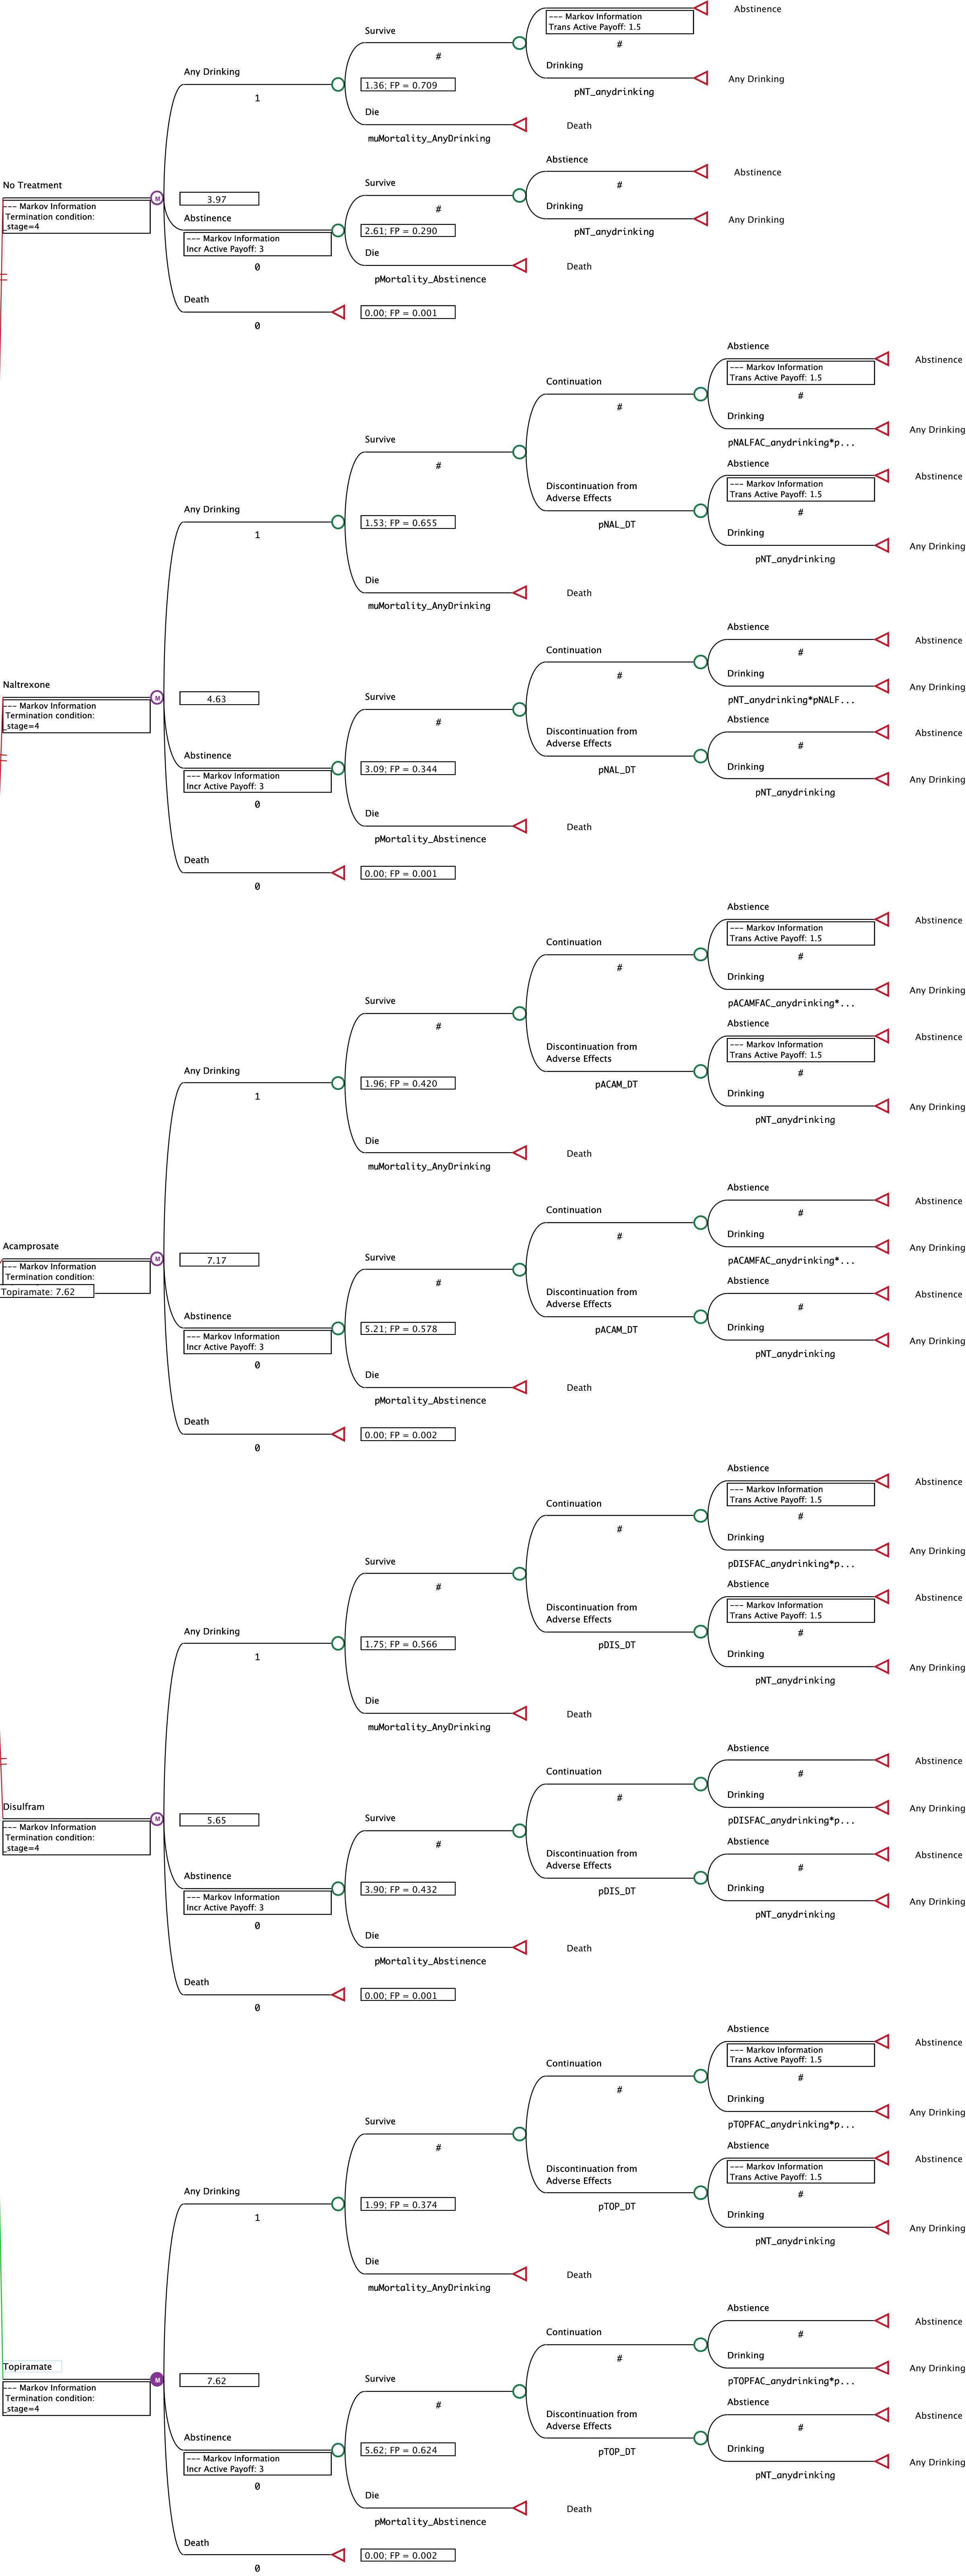 --- Markov Information
Trans Active Payoff: 1.5
Abstinence
#
Survive
#
Drinking
pNT_anydrinking
Any Drinking
Any Drinking
1
1.36; FP = 0.709
Die
muMortality_AnyDrinking
Death
No Treatment
--- Markov Information
Termination condition:
_stage=4
M
3.97
Abstience
#
Abstinence
Survive
#
Drinking
pNT_anydrinking
Any Drinking
Abstinence
--- Markov Information
Incr Active Payoff: 3
0
2.61; FP = 0.290
Die
pMortality_Abstinence
Death
Death
0
0.00; FP = 0.001
Abstience
--- Markov Information
Trans Active Payoff: 1.5
#
Abstinence
Continuation
#
Drinking
pNALFAC_anydrinking*p...
Any Drinking
Survive
#
Abstience
--- Markov Information
Trans Active Payoff: 1.5
#
Abstinence
Discontinuation from
Adverse Effects
pNAL_DT
Drinking
pNT_anydrinking
Any Drinking
Any Drinking
1
1.53; FP = 0.655
Die
muMortality_AnyDrinking
Death
Naltrexone
--- Markov Information
Termination condition:
_stage=4
M
4.63
Abstience
#
Abstinence
Continuation
#
Drinking
pNT_anydrinking*pNALF...
Any Drinking
Survive
#
Abstience
#
Abstinence
Discontinuation from
Adverse Effects
pNAL_DT
Drinking
pNT_anydrinking
Any Drinking
Abstinence
--- Markov Information
Incr Active Payoff: 3
0
3.09; FP = 0.344
Die
pMortality_Abstinence
Death
Death
0
0.00; FP = 0.001
Abstience
--- Markov Information
Trans Active Payoff: 1.5
#
Abstinence
Continuation
#
Drinking
pACAMFAC_anydrinking*...
Any Drinking
Survive
#
Abstience
--- Markov Information
Trans Active Payoff: 1.5
#
Abstinence
Discontinuation from
Adverse Effects
pACAM_DT
Drinking
pNT_anydrinking
Any Drinking
Any Drinking
1
1.96; FP = 0.420
Die
muMortality_AnyDrinking
Death
Acamprosate
--- Markov Information
Termination condition:
Topiramate: 7.62
M
7.17
Abstience
#
Abstinence
Continuation
#
Drinking
pACAMFAC_anydrinking*...
Any Drinking
Survive
#
Abstience
#
Abstinence
Discontinuation from
Adverse Effects
pACAM_DT
Drinking
pNT_anydrinking
Any Drinking
Abstinence
--- Markov Information
Incr Active Payoff: 3
0
5.21; FP = 0.578
Die
pMortality_Abstinence
Death
Death
0
0.00; FP = 0.002
Abstience
--- Markov Information
Trans Active Payoff: 1.5
#
Abstinence
Continuation
#
Drinking
pDISFAC_anydrinking*p...
Any Drinking
Survive
#
Abstience
--- Markov Information
Trans Active Payoff: 1.5
#
Abstinence
Discontinuation from
Adverse Effects
pDIS_DT
Drinking
pNT_anydrinking
Any Drinking
Any Drinking
1
1.75; FP = 0.566
Die
muMortality_AnyDrinking
Death
Disulfram
--- Markov Information
Termination condition:
_stage=4
M
5.65
Abstience
#
Abstinence
Continuation
#
Drinking
pDISFAC_anydrinking*p...
Any Drinking
Survive
#
Abstience
#
Abstinence
Discontinuation from
Adverse Effects
pDIS_DT
Drinking
pNT_anydrinking
Any Drinking
Abstinence
--- Markov Information
Incr Active Payoff: 3
0
3.90; FP = 0.432
Die
pMortality_Abstinence
Death
Death
0
0.00; FP = 0.001
Abstience
--- Markov Information
Trans Active Payoff: 1.5
#
Abstinence
Continuation
#
Drinking
pTOPFAC_anydrinking*p...
Any Drinking
Survive
#
Abstience
--- Markov Information
Trans Active Payoff: 1.5
#
Abstinence
Discontinuation from
Adverse Effects
pTOP_DT
Drinking
pNT_anydrinking
Any Drinking
Any Drinking
1
1.99; FP = 0.374
Die
muMortality_AnyDrinking
Death
Topiramate
--- Markov Information
Termination condition:
_stage=4
M
7.62
Abstience
#
Abstinence
Continuation
#
Drinking
pTOPFAC_anydrinking*p...
Any Drinking
Survive
#
Abstience
#
Abstinence
Discontinuation from
Adverse Effects
pTOP_DT
Drinking
pNT_anydrinking
Any Drinking
Abstinence
--- Markov Information
Incr Active Payoff: 3
0
5.62; FP = 0.624
Die
pMortality_Abstinence
Death
Death
0
0.00; FP = 0.002